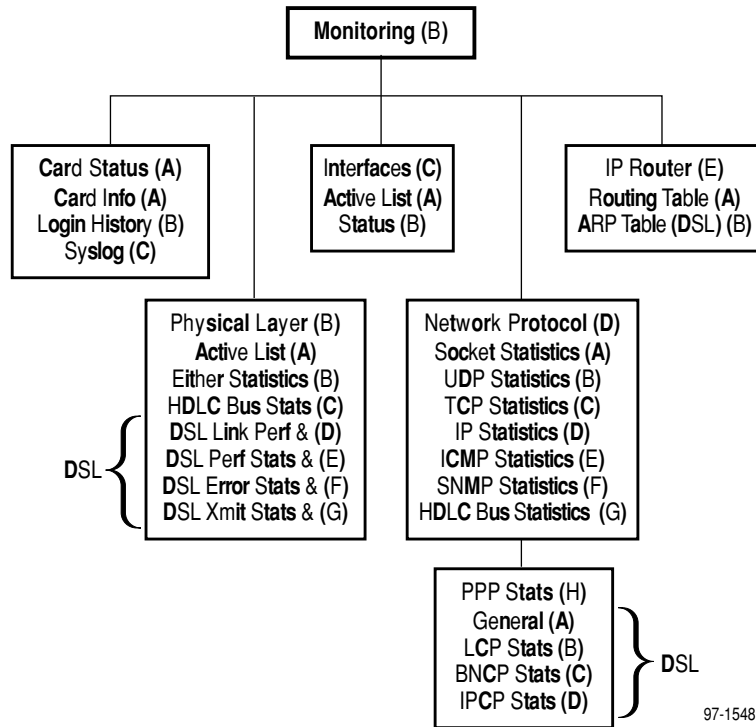 Monitoring (B)
Card Status (A)
Card Info (A)
Login History (B)
Syslog (C)
Interfaces (C)
Active List (A)
Status (B)
IP Router (E)
Routing Table (A)
ARP Table (DSL) (B)
Physical Layer (B)
Active List (A)
Either Statistics (B)
HDLC Bus Stats (C)
DSL Link Perf & (D)
DSL Perf Stats & (E)
DSL Error Stats & (F)
DSL Xmit Stats & (G)
DSL
Network Protocol (D)
Socket Statistics (A)
UDP Statistics (B)
TCP Statistics (C)
IP Statistics (D)
ICMP Statistics (E)
SNMP Statistics (F)
HDLC Bus Statistics (G)
PPP Stats (H)
General (A)
LCP Stats (B)
BNCP Stats (C)
IPCP Stats (D)
DSL
97-1548